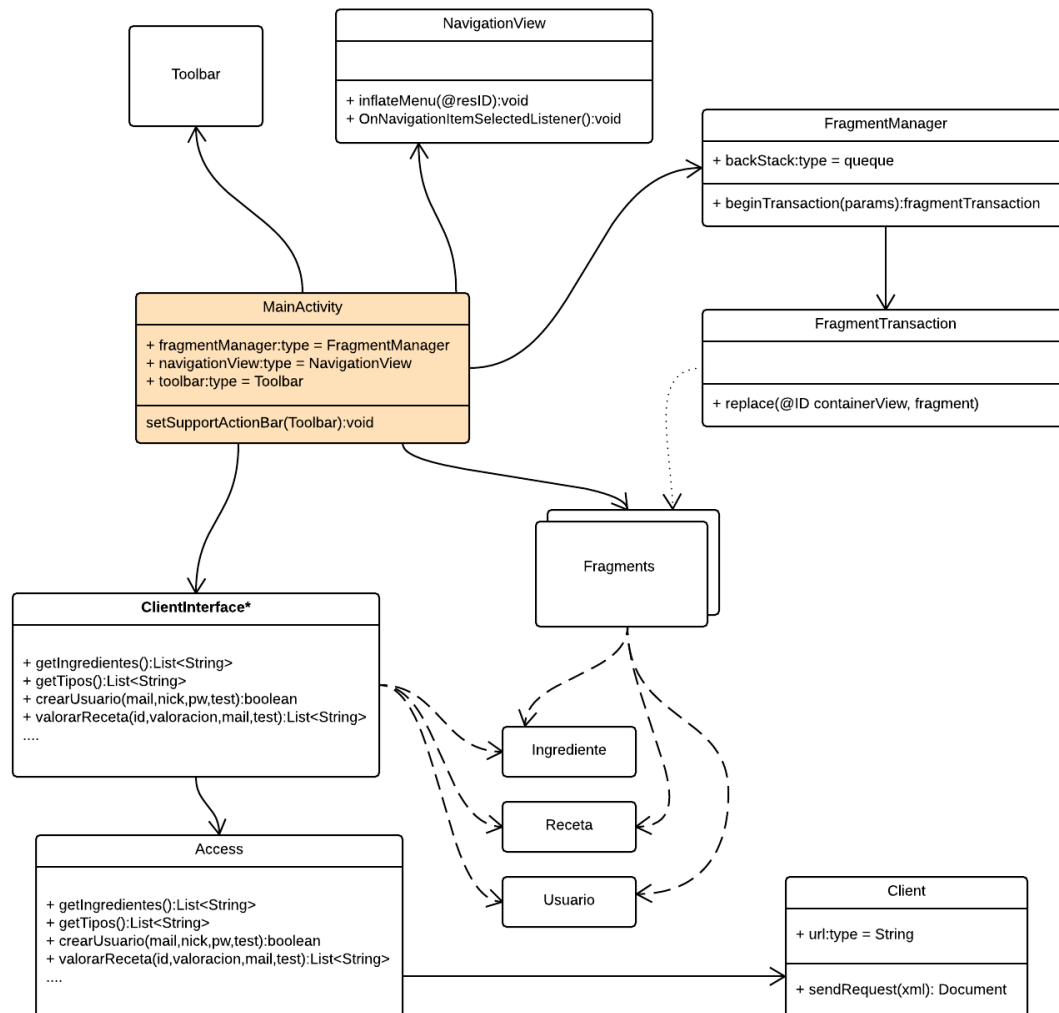 NavigationView
+ inflateMenu(@resID):void
+ OnNavigationItemSelectedListener():void
Toolbar
FragmentManager
+ backStack:type = queque
+ beginTransaction(params):fragmentTransaction
MainActivity
+ fragmentManager:type = FragmentManager
+ navigationView:type = NavigationView
+ toolbar:type = Toolbar
setSupportActionBar(Toolbar):void
FragmentTransaction
+ replace(@ID containerView, fragment)
Fragments
ClientInterface*
+ getIngredientes():List<String>
+ getTipos():List<String>
+ crearUsuario(mail,nick,pw,test):boolean
+ valorarReceta(id,valoracion,mail,test):List<String>
....
Ingrediente
Receta
Usuario
Access
+ getIngredientes():List<String>
+ getTipos():List<String>
+ crearUsuario(mail,nick,pw,test):boolean
+ valorarReceta(id,valoracion,mail,test):List<String>
....
Client
+ url:type = String
+ sendRequest(xml): Document